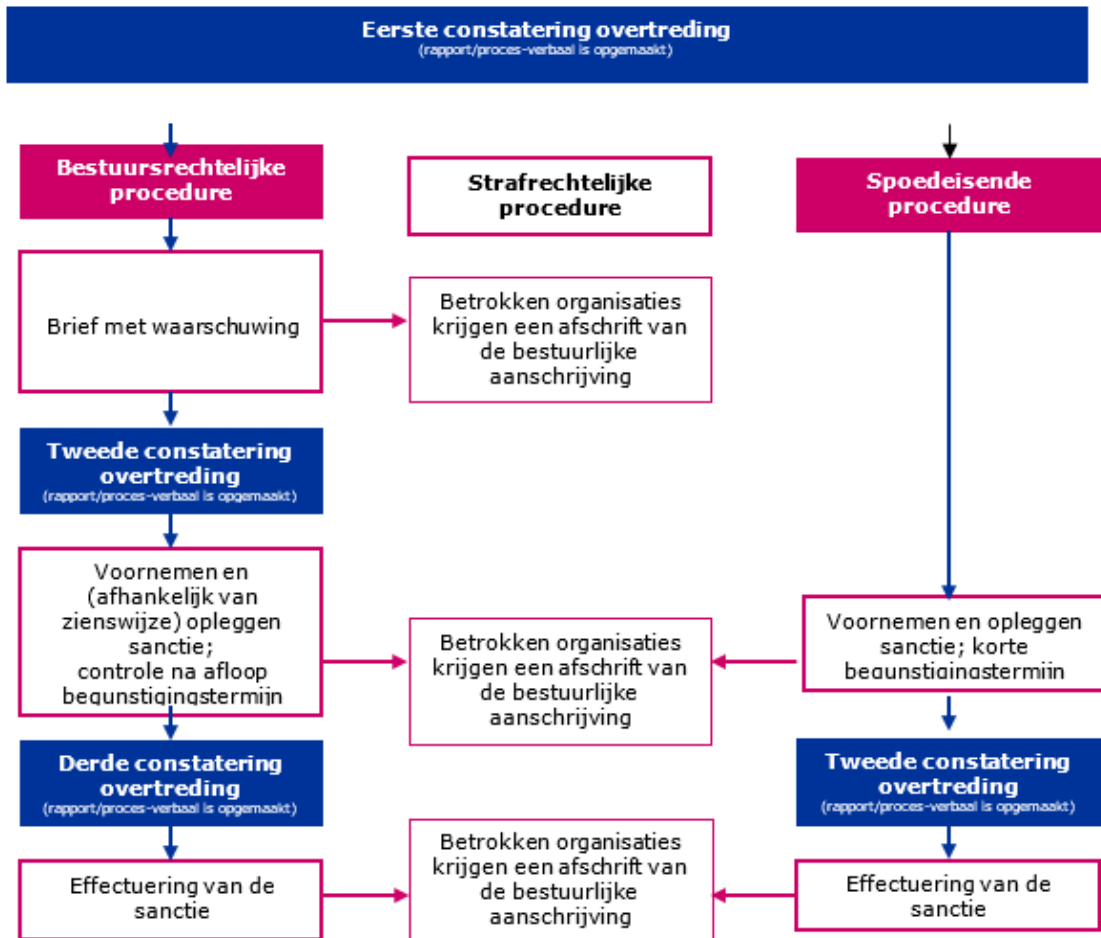 Eerste constatering overtreding
(rapport/proces-verbaal is opgemaakt)
Bestuursrechtelijke
procedure
Strafrechtelijke
procedure
Spoedeisende
procedure
Brief met waarschuwing
Betrokken organisaties
krijgen een afschrift van
de bestuurlijke
aanschrijving
Tweede constatering
overtreding
(rapport/proces-verbaal is opgemaakt)
Voornemen en
(afhankelijk van
zienswijze) opleggen
sanctie;
controle na afloop
begunstigingstermijn
Betrokken organisaties
krijgen een afschrift van
de bestuurlijke
aanschrijving
Voornemen en opleggen
sanctie; korte
begunstigingstermijn
Derde constatering
overtreding
(rapport/proces-verbaal is opgemaakt)
Tweede constatering
overtreding
(rapport/proces-verbaal is opgemaakt)
Effectuering van de
sanctie
Betrokken organisaties
krijgen een afschrift van
de bestuurlijke
aanschrijving
Effectuering van de
sanctie